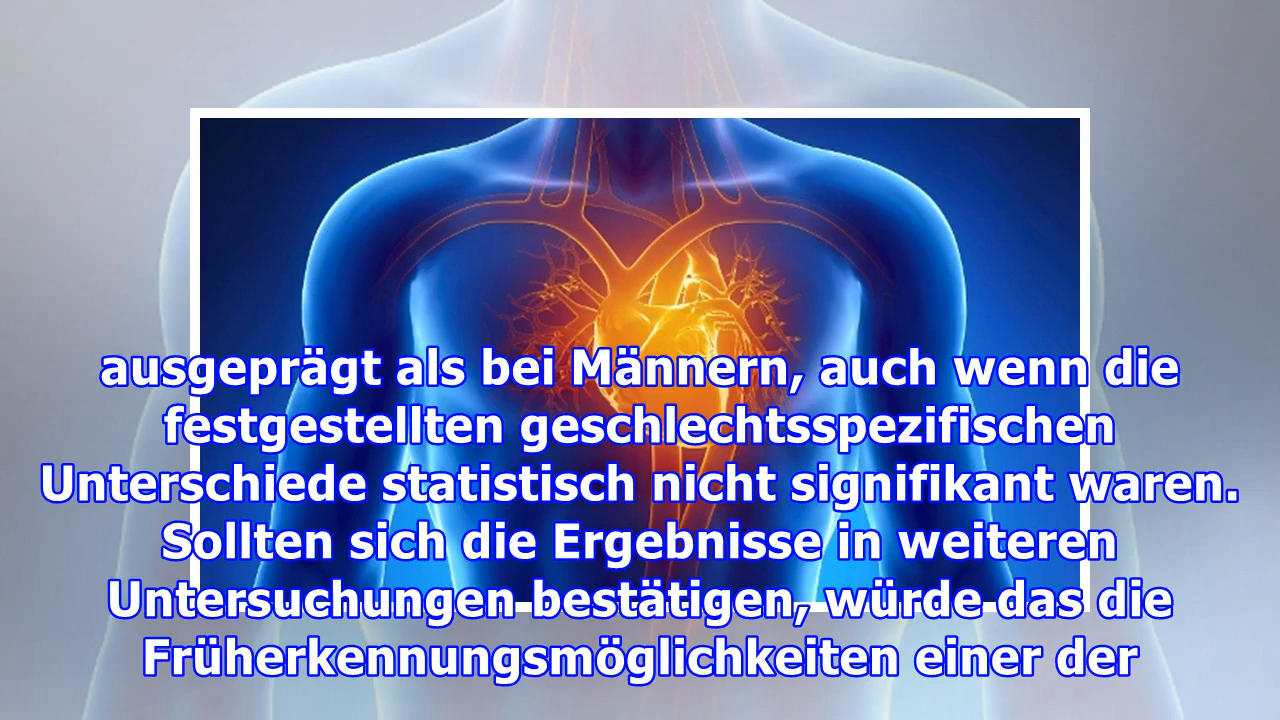 ausgeprägt als bei Männern, auch wenn die
festgestellten geschlechtsspezifischen
Unterschiede statistisch nicht signifikant waren.
Sollten sich die Ergebnisse in weiteren
Untersuchungen bestätigen, würde das die
Früherkennungsmöglichkeiten einer der